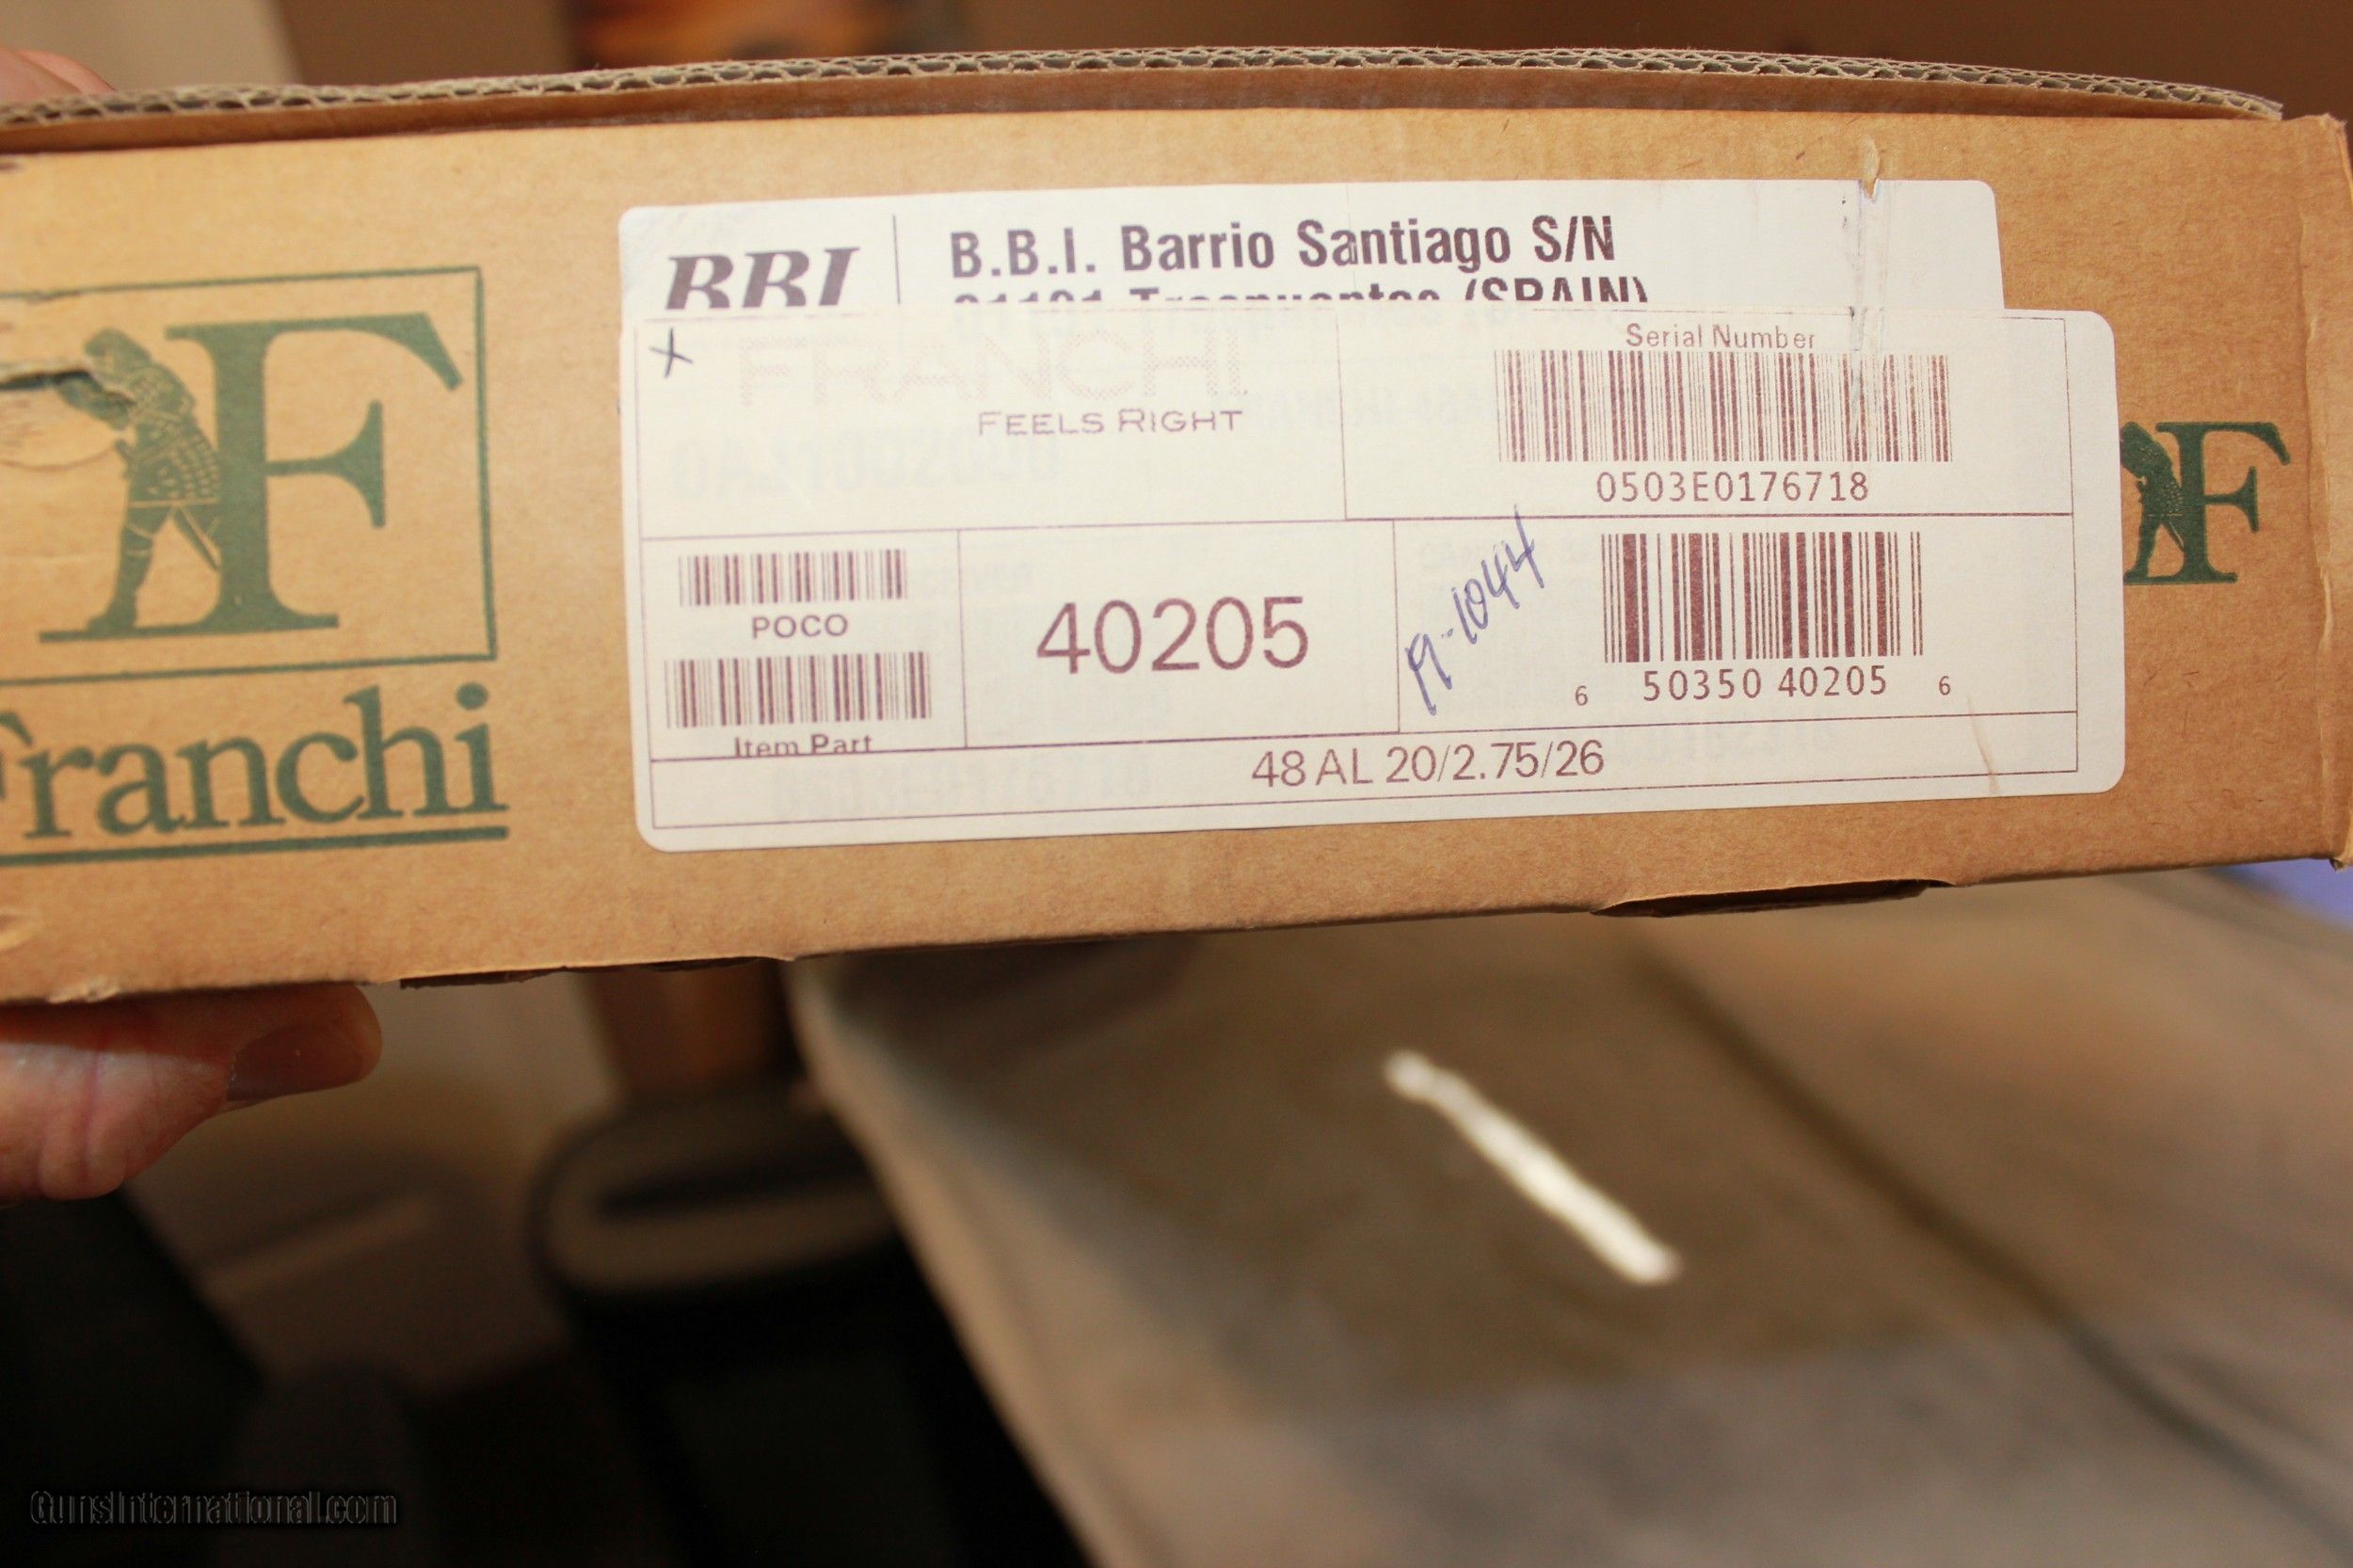 BBI
B.B.I. Barrio Santiago S/N
(SPAIN)
X
FRANCHI
FEELS RIGHT
Serial Number
0503E0176718
POCO
Item Part
40205
19-1044
6 50350 40205 6
48 AL 20/2.75/26
F
Franchi
F
GunsInternational.com